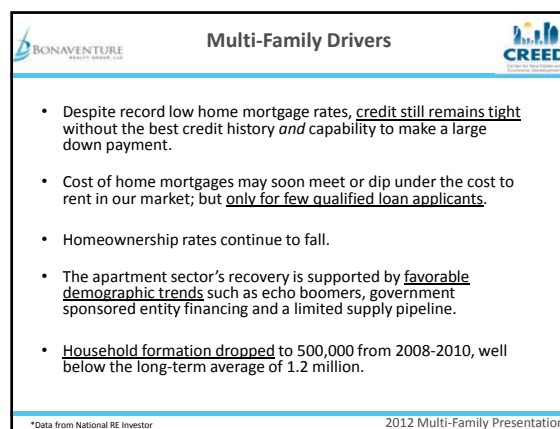 BONAVENTURE
REALTY GROUP, LLC
Multi-Family Drivers
CREED
Center for Real Estate and
Economic Development
• Despite record low home mortgage rates, credit still remains tight
without the best credit history and capability to make a large
down payment.
• Cost of home mortgages may soon meet or dip under the cost to
rent in our market; but only for few qualified loan applicants.
• Homeownership rates continue to fall.
• The apartment sector's recovery is supported by favorable
demographic trends such as echo boomers, government
sponsored entity financing and a limited supply pipeline.
• Household formation dropped to 500,000 from 2008-2010, well
below the long-term average of 1.2 million.
*Data from National RE Investor
2012 Multi-Family Presentation